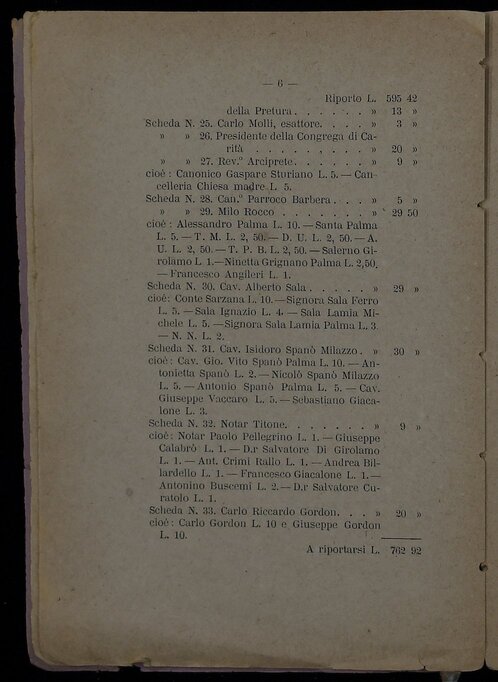 — 6 —
Riporto L. 595 42
della Pretura . . . . . . » 13 »
Scheda N. 25. Carlo Molli, esattore. . . . » 3 »
» » 26. Presidente della Congrega di Ca-
rità . . . . . . . . . » 20 »
» » 27. Rev.º Arciprete. . . . . . » 9 »
cioè: Canonico Gaspare Sturiano L. 5. — Can-
celleria Chiesa madre L. 5.
Scheda N. 28. Can.º Parroco Barbera. . . . » 5 »
» » 29. Milo Rocco . . . . . . . » 29 50
cioè: Alessandro Palma L. 10. — Santa Palma
L. 5. — T. M. L. 2, 50. — D. U. L. 2, 50. — A.
U. L. 2, 50. — T. P. B. L. 2, 50. — Salerno Gi-
rolamo L. 1. — Ninetta Grignano Palma L. 2,50.
— Francesco Angileri L. 1.
Scheda N. 30. Cav. Alberto Sala . . . . . » 29 »
cioè: Conte Sarzana L. 10. — Signora Sala Ferro
L. 5. — Sala Ignazio L. 4. — Sala Lamia Mi-
chele L. 5. — Signora Sala Lamia Palma L. 3.
— N. N. L. 2.
Scheda N. 31. Cav. Isidoro Spanò Milazzo. » 30 »
cioè: Cav. Gio. Vito Spanò Palma L. 10. — An-
tonietta Spanò L. 2. — Nicolò Spanò Milazzo
L. 5. — Antonio Spanò Palma L. 5. — Cav.
Giuseppe Vaccaro L. 5. — Sebastiano Giaca-
lone L. 3.
Scheda N. 32. Notar Titone. . . . . . . » 9 »
cioè: Notar Paolo Pellegrino L. 1. — Giuseppe
Calabrò L. 1. — D.r Salvatore Di Girolamo
L. 1. — Ant. Crimi Rallo L. 1. — Andrea Bil-
lardello L. 1. — Francesco Giacalone L. 1. —
Antonino Buscemi L. 2. — D.r Salvatore Cu-
ratolo L. 1.
Scheda N. 33. Carlo Riccardo Gordon. . . » 20 »
cioè: Carlo Gordon L. 10 e Giuseppe Gordon
L. 10.
A riportarsi L. 762 92